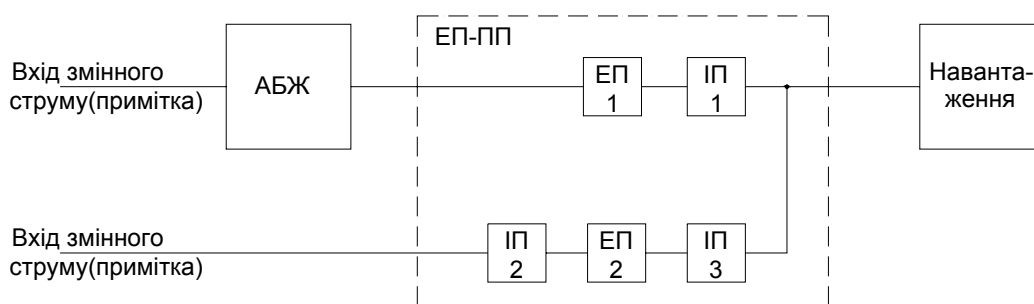 ЕП-ПП
Вхід змінного
струму(примітка)
АБЖ
ЕП
1
ІП
1
Наванта-
ження
Вхід змінного
струму(примітка)
ІП
2
ЕП
2
ІП
3